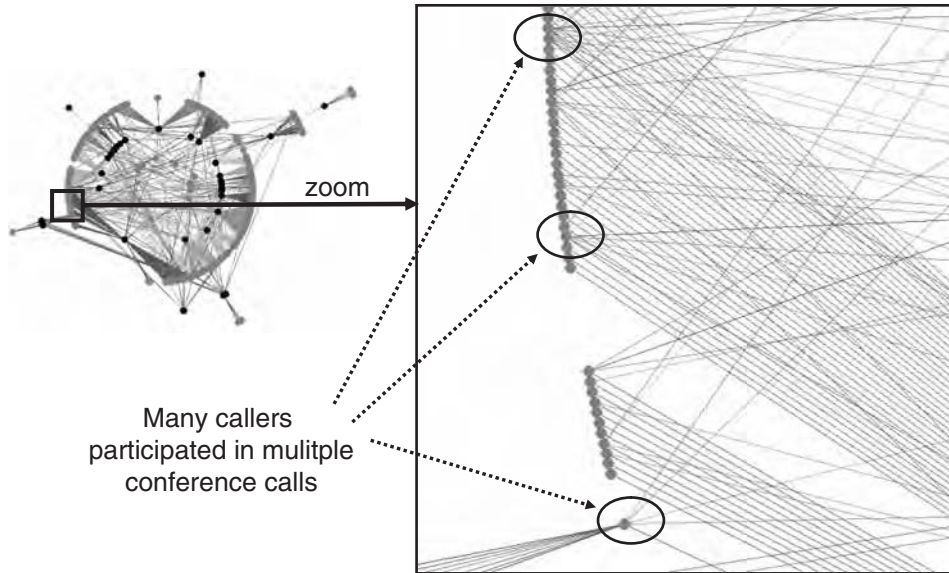 zoom
Many callers
participated in mulitple
conference calls